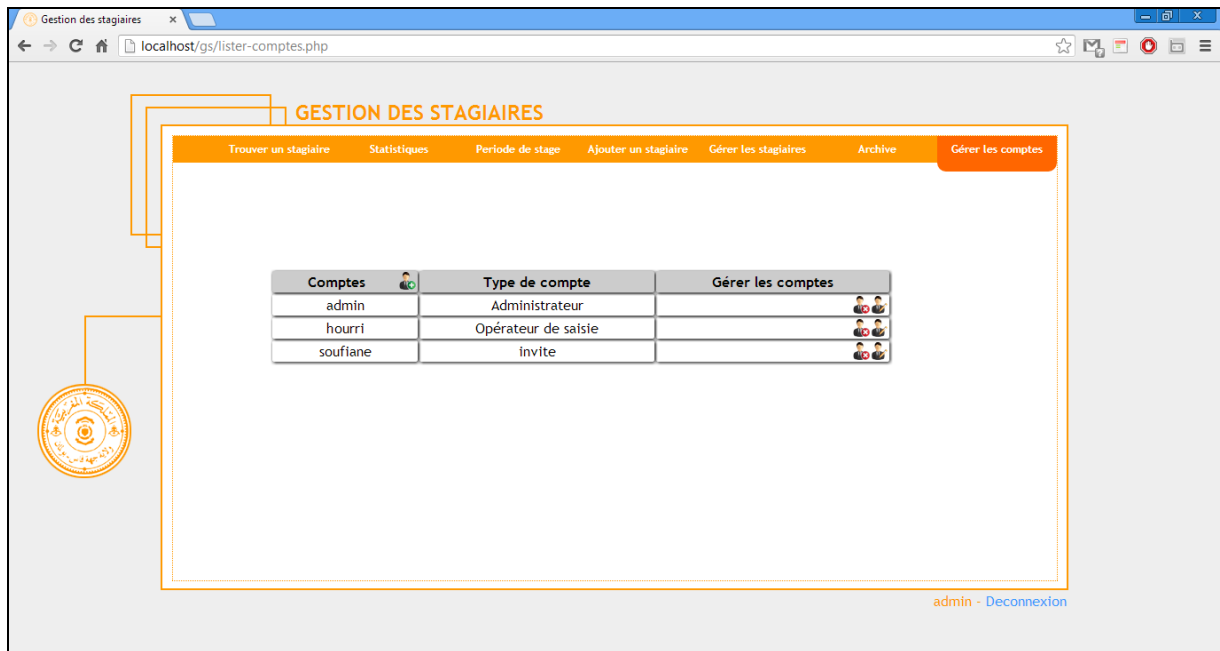 Gestion des stagiaires
localhost/gs/lister-comptes.php
GESTION DES STAGIAIRES
Trouver un stagiaire Statistiques Periode de stage Ajouter un stagiaire Gérer les stagiaires Archive Gérer les comptes
Comptes Type de compte Gérer les comptes
admin Administrateur
hourri Opérateur de saisie
soufiane invite
المملكة المغربية
admin - Deconnexion